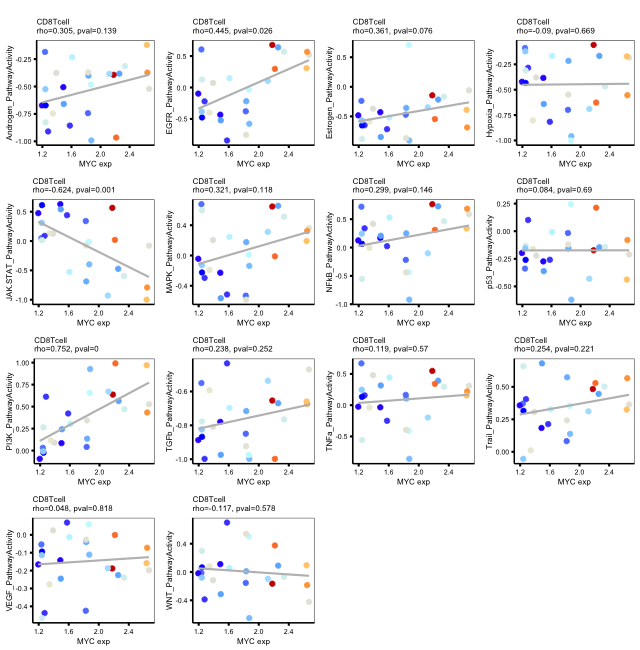 CD8Tcell
rho=0.305, pval=0.139
Androgen_PathwayActivity
-0.25
-0.50
-0.75
-1.00
1.2 1.6 2.0 2.4
MYC exp
CD8Tcell
rho=0.445, pval=0.026
EGFR_PathwayActivity
0.5
0.0
-0.5
1.2 1.6 2.0 2.4
MYC exp
CD8Tcell
rho=0.361, pval=0.076
Estrogen_PathwayActivity
0.5
0.0
-0.5
1.2 1.6 2.0 2.4
MYC exp
CD8Tcell
rho=-0.09, pval=0.669
Hypoxia_PathwayActivity
-0.25
-0.50
-0.75
-1.00
1.2 1.6 2.0 2.4
MYC exp
CD8Tcell
rho=-0.624, pval=0.001
JAK.STAT_PathwayActivity
0.5
0.0
-0.5
-1.0
1.2 1.6 2.0 2.4
MYC exp
CD8Tcell
rho=0.321, pval=0.118
MAPK_PathwayActivity
0.5
0.0
-0.5
1.2 1.6 2.0 2.4
MYC exp
CD8Tcell
rho=0.299, pval=0.146
NFkB_PathwayActivity
0.5
0.0
-0.5
-1.0
1.2 1.6 2.0 2.4
MYC exp
CD8Tcell
rho=0.084, pval=0.69
p53_PathwayActivity
0.25
0.00
-0.25
-0.50
1.2 1.6 2.0 2.4
MYC exp
CD8Tcell
rho=0.752, pval=0
PI3K_PathwayActivity
1.00
0.75
0.50
0.25
0.00
1.2 1.6 2.0 2.4
MYC exp
CD8Tcell
rho=0.238, pval=0.252
TGFb_PathwayActivity
-0.6
-0.8
-1.0
1.2 1.6 2.0 2.4
MYC exp
CD8Tcell
rho=0.119, pval=0.57
TNFa_PathwayActivity
0.5
0.0
-0.5
1.2 1.6 2.0 2.4
MYC exp
CD8Tcell
rho=0.254, pval=0.221
Trail_PathwayActivity
0.50
0.25
0.00
1.2 1.6 2.0 2.4
MYC exp
CD8Tcell
rho=0.048, pval=0.818
VEGF_PathwayActivity
0.0
-0.1
-0.2
-0.3
-0.4
1.2 1.6 2.0 2.4
MYC exp
CD8Tcell
rho=-0.117, pval=0.578
WNT_PathwayActivity
0.4
0.0
-0.4
1.2 1.6 2.0 2.4
MYC exp